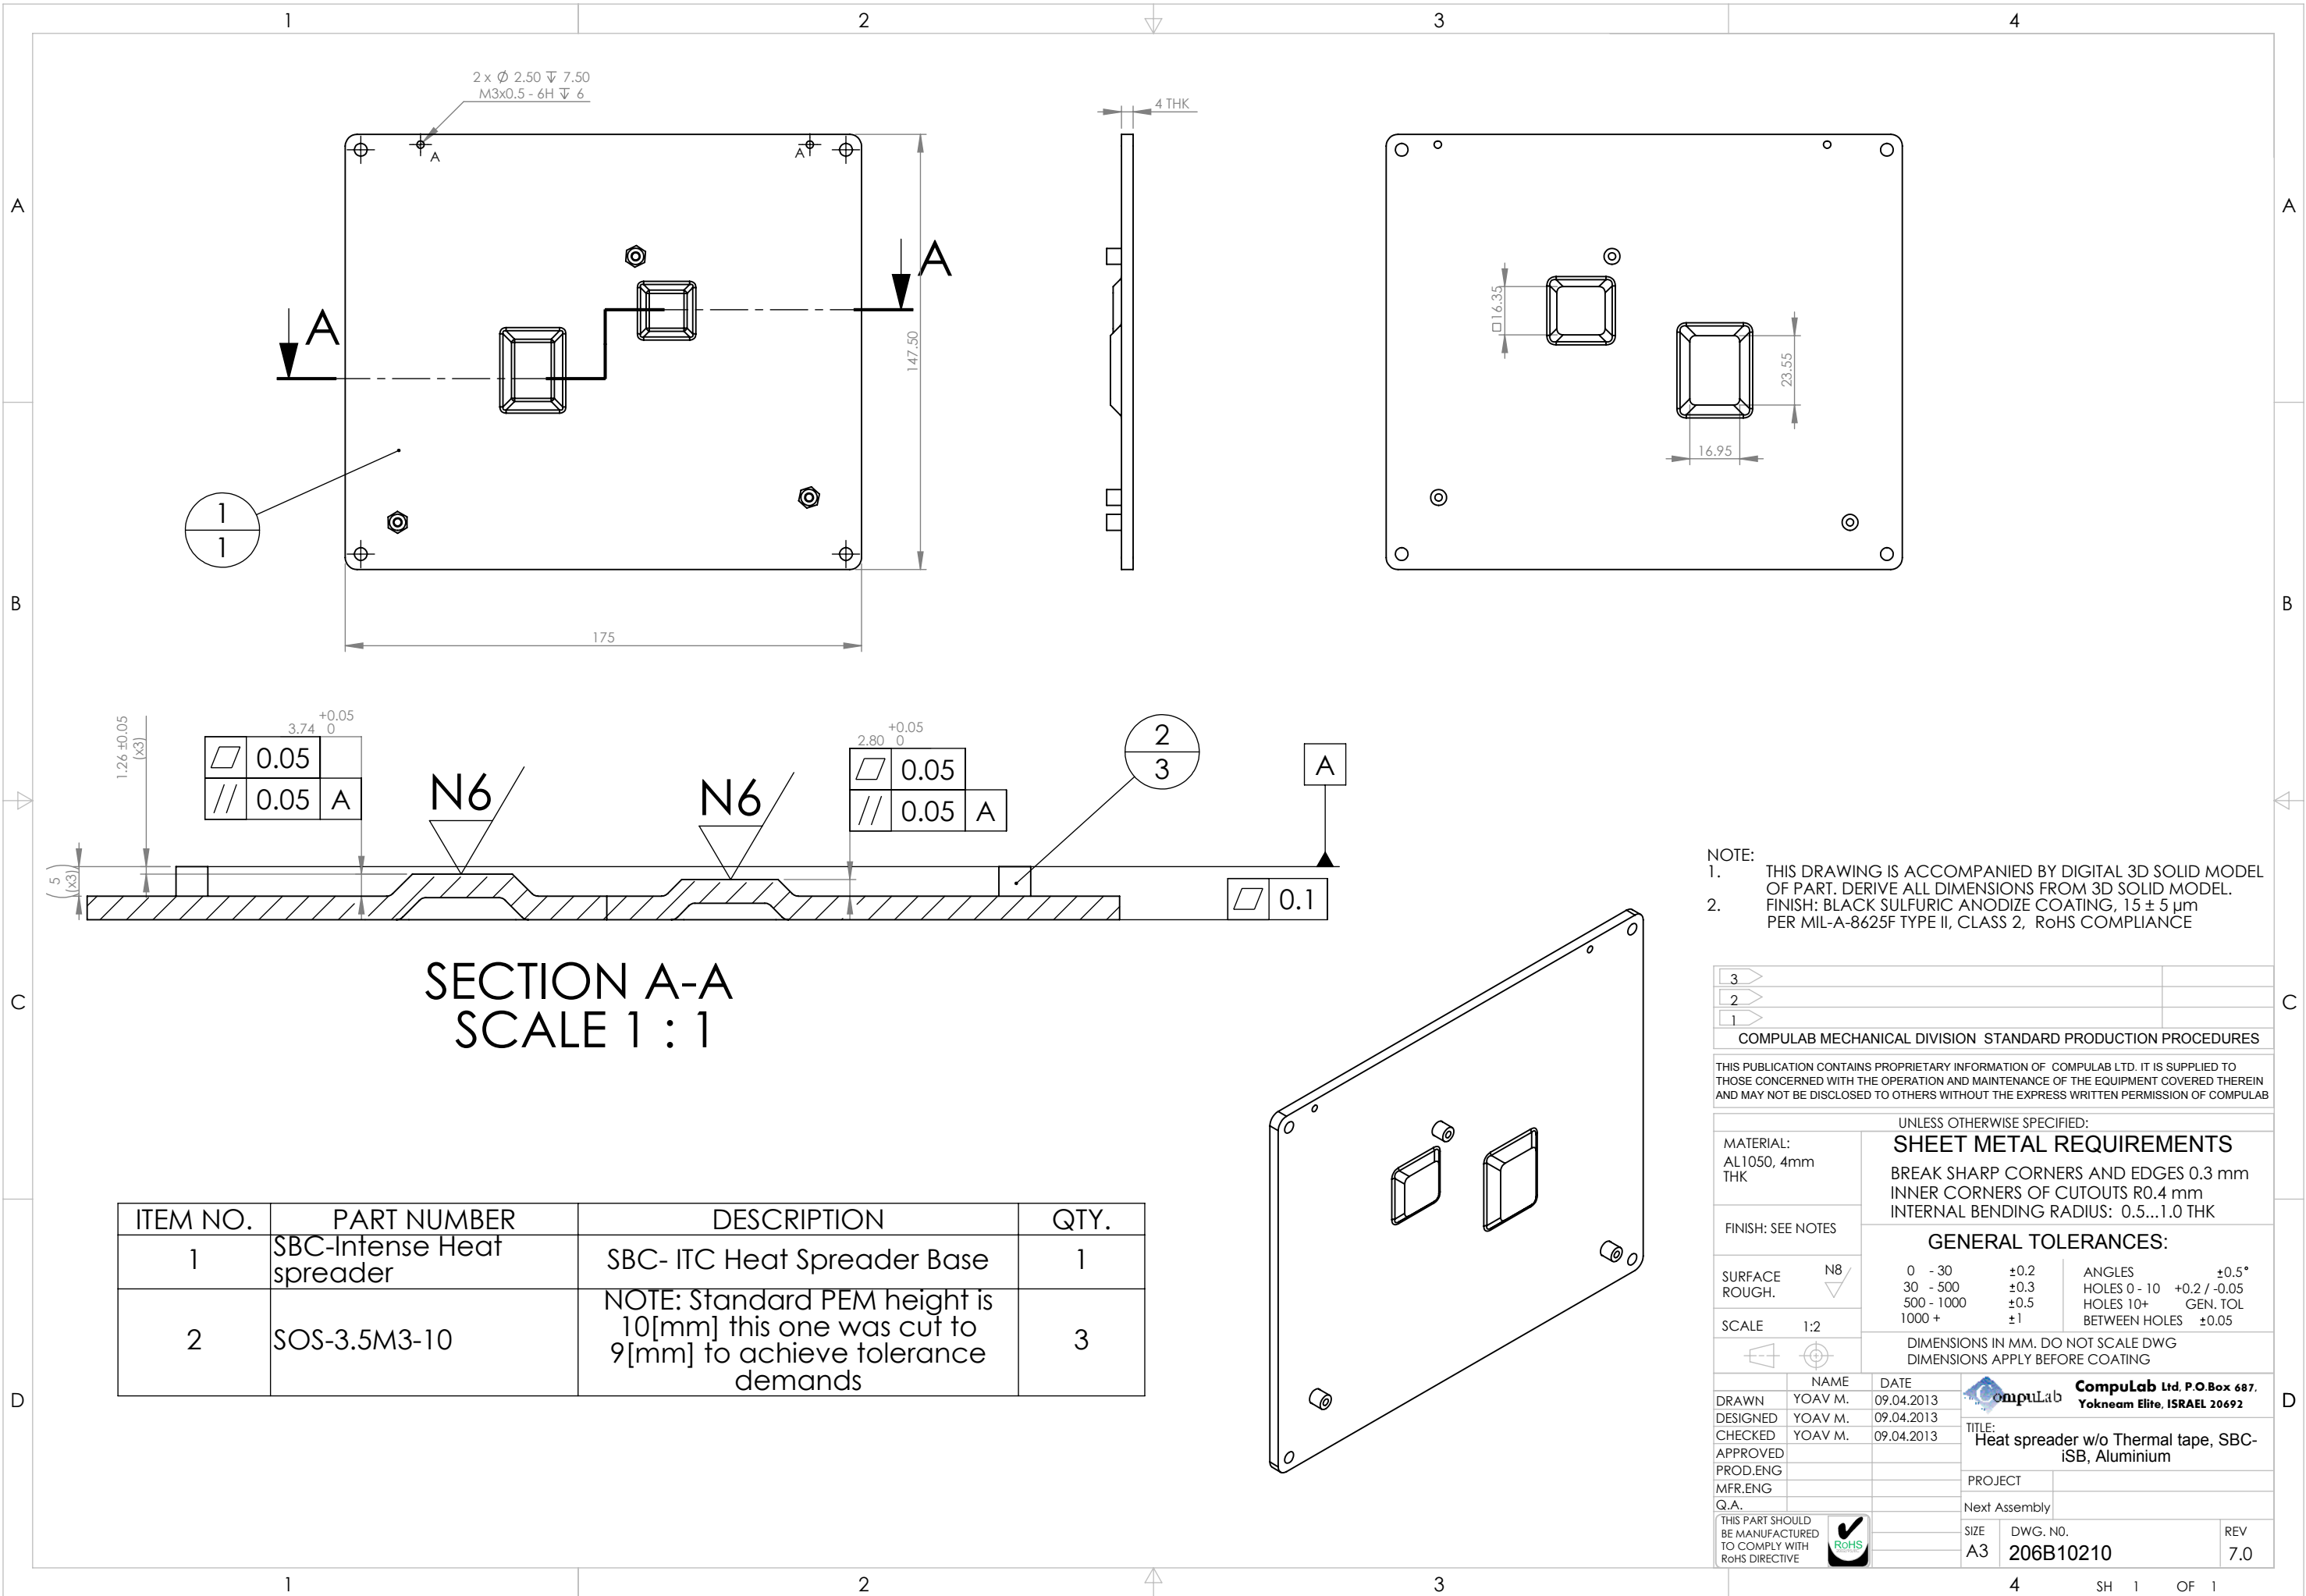 1 2 3 4
A
B
C
D
A
B
C
D
2 x Ø 2.50 ↧ 7.50
M3x0.5 - 6H ↧ 6
A
A
A
A
147.50
175
1
1
4 THK
□16.35
23.55
16.95
1.26 ±0.05
(x3)
( 5 )
(x3)
3.74 +0.05
0
⏥ 0.05
// 0.05 A
N6
N6
2.80 +0.05
0
⏥ 0.05
// 0.05 A
2
3
A
⏥ 0.1
SECTION A-A
SCALE 1 : 1
NOTE:
1. THIS DRAWING IS ACCOMPANIED BY DIGITAL 3D SOLID MODEL
OF PART. DERIVE ALL DIMENSIONS FROM 3D SOLID MODEL.
2. FINISH: BLACK SULFURIC ANODIZE COATING, 15 ± 5 µm
PER MIL-A-8625F TYPE II, CLASS 2, RoHS COMPLIANCE
3
2
1
COMPULAB MECHANICAL DIVISION STANDARD PRODUCTION PROCEDURES
THIS PUBLICATION CONTAINS PROPRIETARY INFORMATION OF COMPULAB LTD. IT IS SUPPLIED TO
THOSE CONCERNED WITH THE OPERATION AND MAINTENANCE OF THE EQUIPMENT COVERED THEREIN
AND MAY NOT BE DISCLOSED TO OTHERS WITHOUT THE EXPRESS WRITTEN PERMISSION OF COMPULAB
UNLESS OTHERWISE SPECIFIED:
MATERIAL:
AL1050, 4mm
THK
SHEET METAL REQUIREMENTS
BREAK SHARP CORNERS AND EDGES 0.3 mm
INNER CORNERS OF CUTOUTS R0.4 mm
INTERNAL BENDING RADIUS: 0.5...1.0 THK
FINISH: SEE NOTES
GENERAL TOLERANCES:
SURFACE
ROUGH. N8
0 - 30 ±0.2
30 - 500 ±0.3
500 - 1000 ±0.5
1000 + ±1
ANGLES ±0.5°
HOLES 0 - 10 +0.2 / -0.05
HOLES 10+ GEN. TOL
BETWEEN HOLES ±0.05
SCALE 1:2
DIMENSIONS IN MM. DO NOT SCALE DWG
DIMENSIONS APPLY BEFORE COATING
NAME DATE
DRAWN YOAV M. 09.04.2013
DESIGNED YOAV M. 09.04.2013
CHECKED YOAV M. 09.04.2013
APPROVED
PROD.ENG
MFR.ENG
Q.A.
CompuLab
CompuLab Ltd, P.O.Box 687,
Yokneam Elite, ISRAEL 20692
TITLE:
Heat spreader w/o Thermal tape, SBC-
iSB, Aluminium
PROJECT
Next Assembly
SIZE DWG. NO. REV
A3 206B10210 7.0
THIS PART SHOULD
BE MANUFACTURED
TO COMPLY WITH
RoHS DIRECTIVE
RoHS
ITEM NO. PART NUMBER DESCRIPTION QTY.
1 SBC-Intense Heat
spreader SBC- ITC Heat Spreader Base 1
2 SOS-3.5M3-10 NOTE: Standard PEM height is
10[mm] this one was cut to
9[mm] to achieve tolerance
demands 3
1 2 3 4
SH 1 OF 1